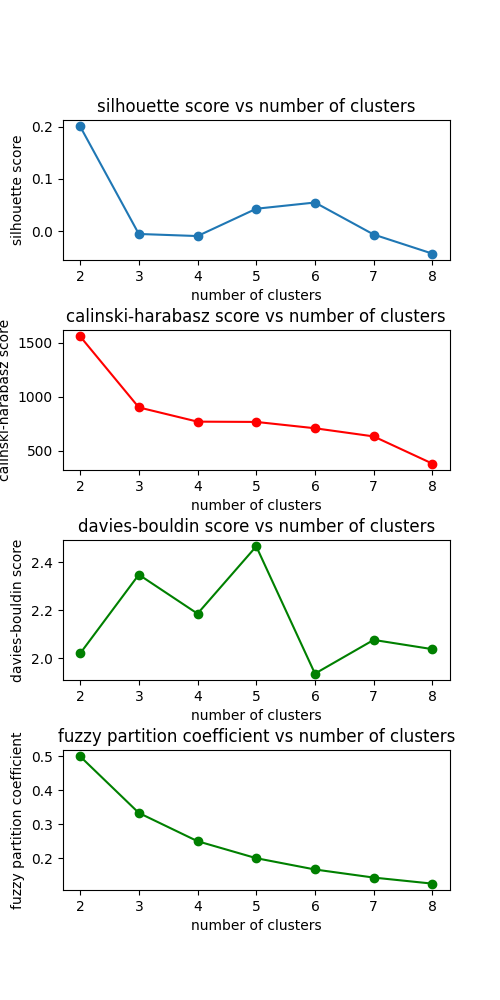 silhouette score vs number of clusters
silhouette score
0.2
0.1
0.0
2 3 4 5 6 7 8
number of clusters
calinski-harabasz score vs number of clusters
calinski-harabasz score
1500
1000
500
2 3 4 5 6 7 8
number of clusters
davies-bouldin score vs number of clusters
davies-bouldin score
2.4
2.2
2.0
2 3 4 5 6 7 8
number of clusters
fuzzy partition coefficient vs number of clusters
fuzzy partition coefficient
0.5
0.4
0.3
0.2
2 3 4 5 6 7 8
number of clusters